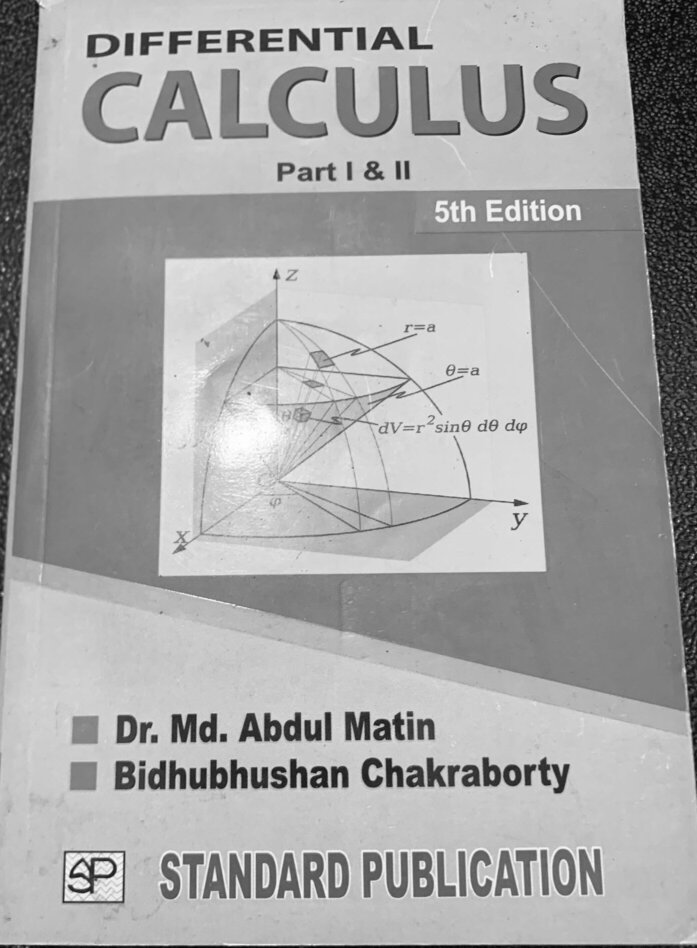 DIFFERENTIAL
CALCULUS
Part I & II
5th Edition
z
r=a
θ=a
θ
dV=r²sinθ dθ dφ
φ
y
x
Dr. Md. Abdul Matin
Bidhubhushan Chakraborty
SP STANDARD PUBLICATION